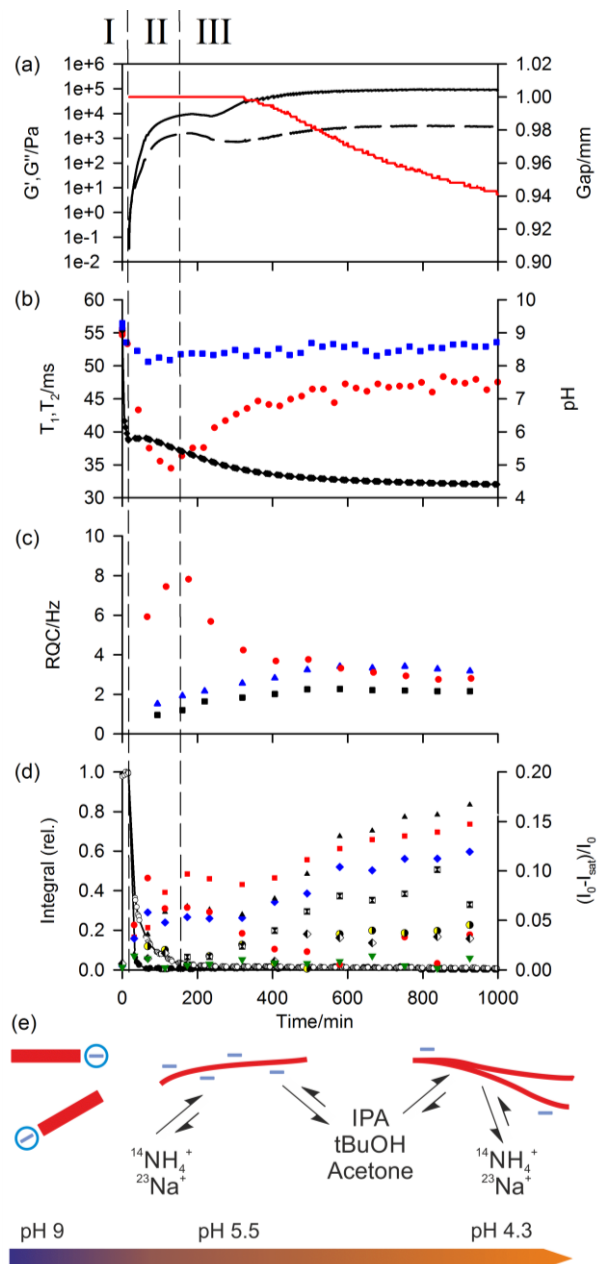 I II III
(a)
1e+6
1e+5
1e+4
1e+3
1e+2
1e+1
1e+0
1e-1
1e-2
G',G''/Pa
1.02
1.00
0.98
0.96
0.94
0.92
0.90
Gap/mm
(b)
60
55
50
45
40
35
30
T1,T2/ms
10
9
8
7
6
5
4
pH
(c)
10
8
6
4
2
0
RQC/Hz
(d)
1.0
0.8
0.6
0.4
0.2
0.0
Integral (rel.)
0.20
0.15
0.10
0.05
0.00
(I0-Isat)/I0
0 200 400 600 800 1000
Time/min
(e)
IPA
tBuOH
Acetone
14NH4+
23Na+
14NH4+
23Na+
pH 9 pH 5.5 pH 4.3